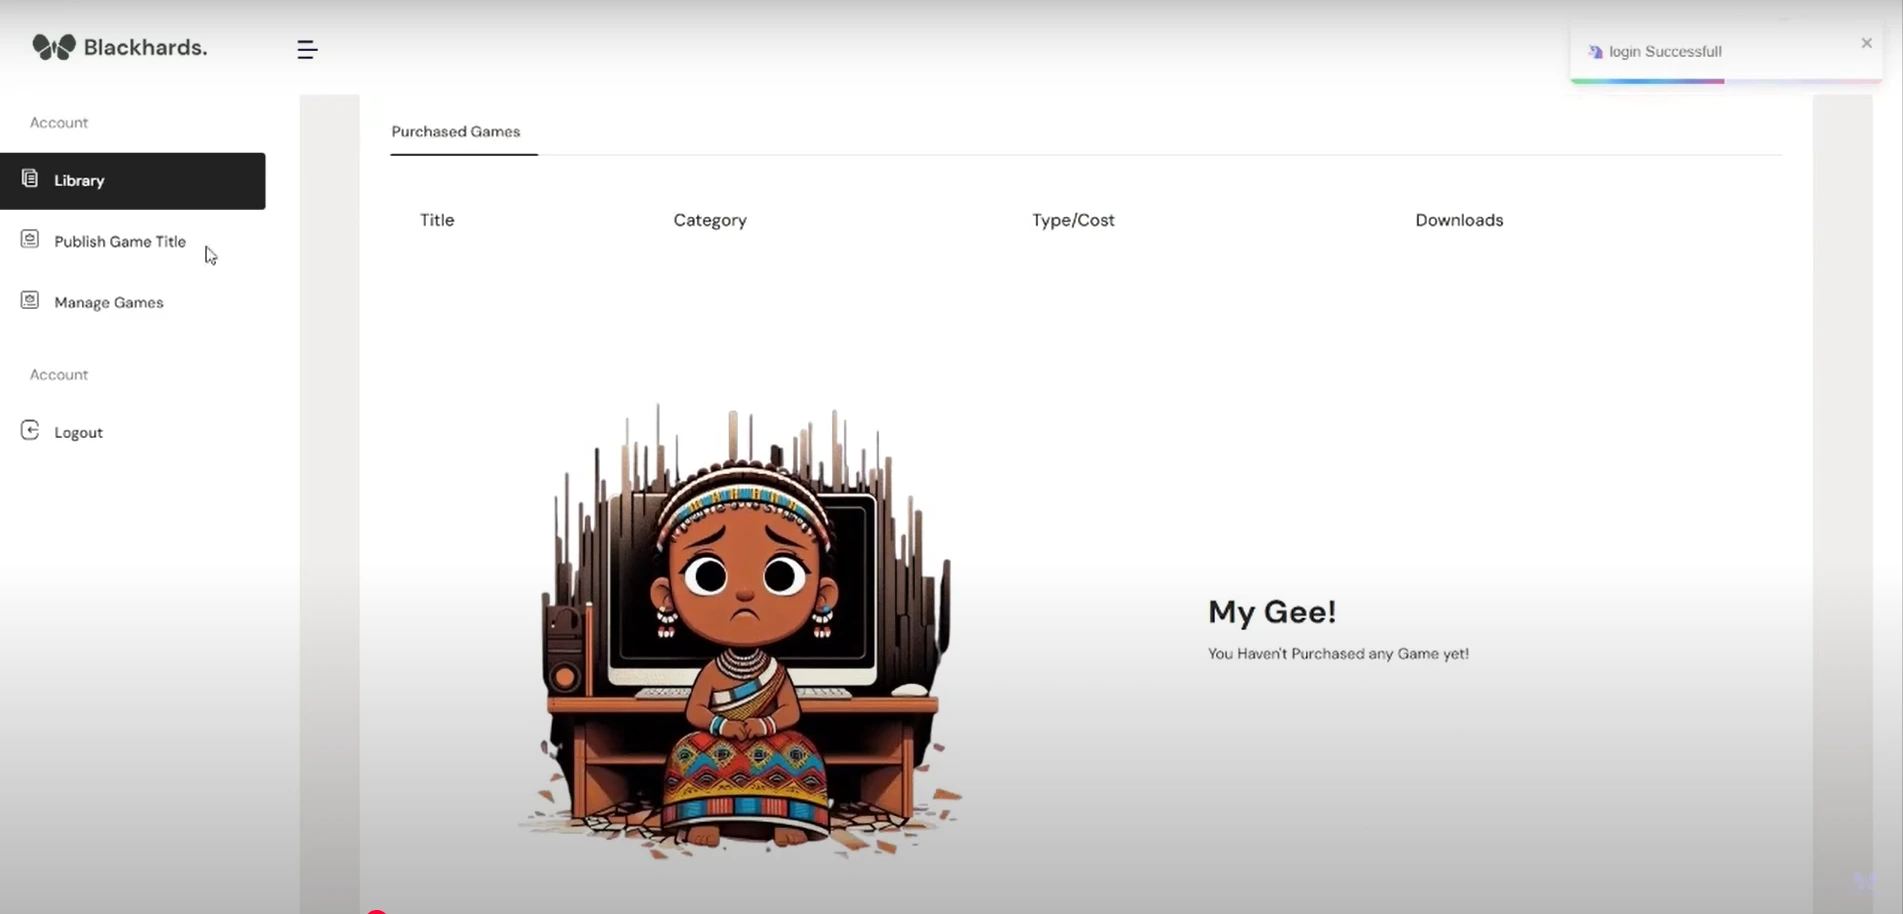 Blackhards.
login Successfull
Account
Library
Publish Game Title
Manage Games
Account
Logout
Purchased Games
Title Category Type/Cost Downloads
My Gee!
You Haven't Purchased any Game yet!